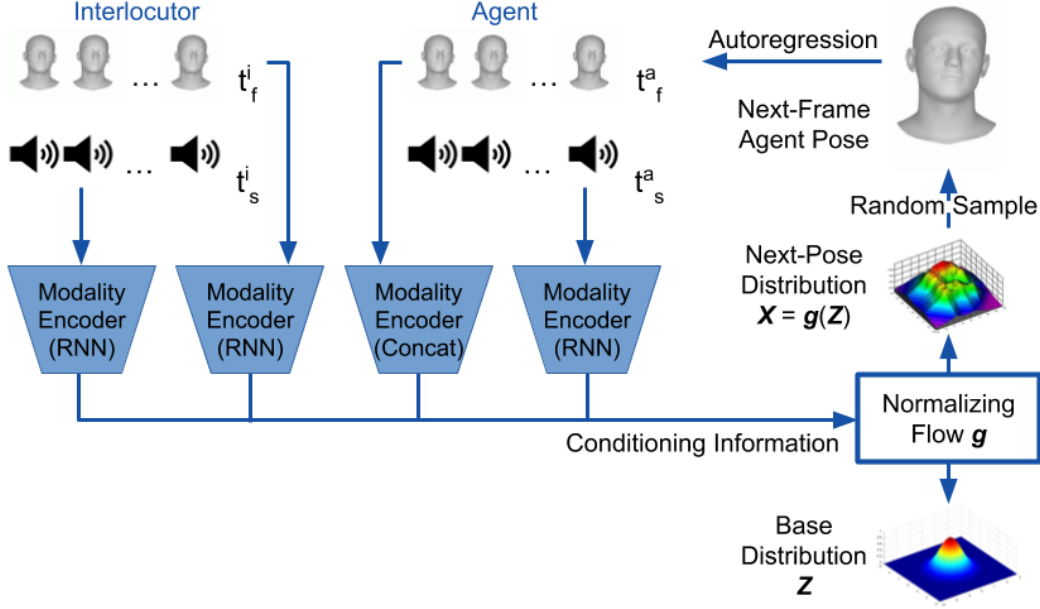 Interlocutor
Agent
... 
t^i_f
...
t^a_f
Autoregression
Next-Frame
Agent Pose
...
t^i_s
...
t^a_s
Random Sample
Modality
Encoder
(RNN)
Modality
Encoder
(RNN)
Modality
Encoder
(Concat)
Modality
Encoder
(RNN)
Next-Pose
Distribution
X = g(Z)
Normalizing
Flow g
Conditioning Information
Base
Distribution
Z